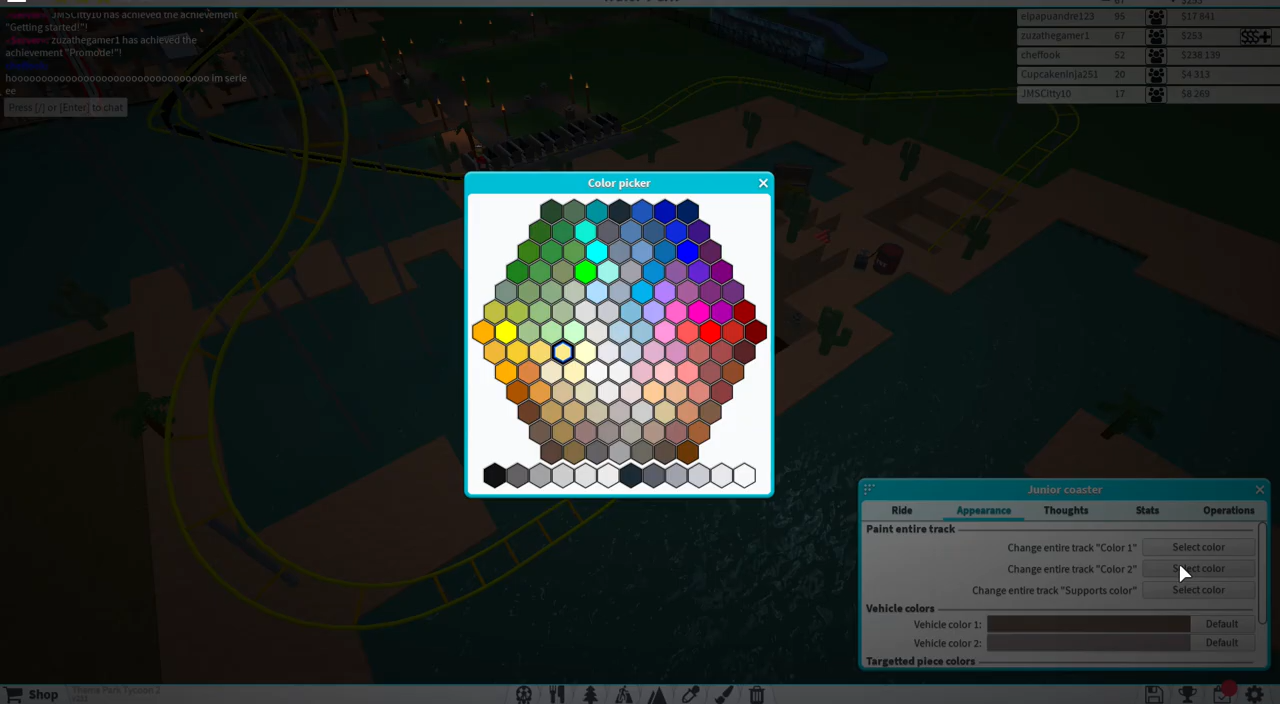 JMSCitty10 has achieved the achievement
"Getting started!"!
zuzathegamer1 has achieved the
achievement "Promode!"!
hooooooooooooooooooooooooooooooooo im serie
ee
Press [/] or [Enter] to chat
67 $253
elpapuandre123 95 $17 641
zuzathegamer1 67 $253 $$$+
cheffook 52 $238 139
CupcakenInja251 20 $4 313
JMSCitty10 17 $8 269
Color picker
Junior coaster
Ride Appearance Thoughts Stats Operations
Paint entire track
Change entire track "Color 1" Select color
Change entire track "Color 2" Select color
Change entire track "Supports color" Select color
Vehicle colors
Vehicle color 1: Default
Vehicle color 2: Default
Targetted piece colors
Shop
Theme Park Tycoon 2